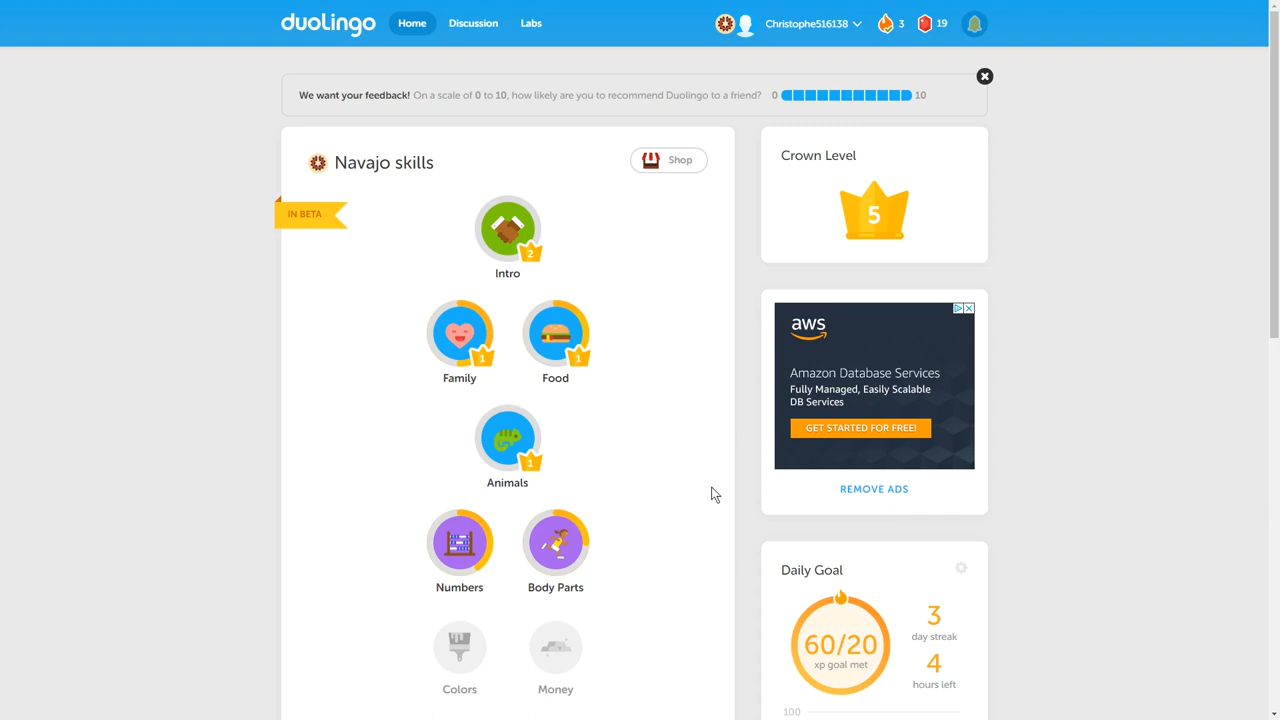 duolingo
Home
Discussion
Labs
Christophe516138
3
19
We want your feedback! On a scale of 0 to 10, how likely are you to recommend Duolingo to a friend? 0 10
Navajo skills
Shop
IN BETA
2
Intro
1
Family
1
Food
1
Animals
Numbers
Body Parts
Colors
Money
Crown Level
5
aws
Amazon Database Services
Fully Managed, Easily Scalable
DB Services
GET STARTED FOR FREE!
REMOVE ADS
Daily Goal
60/20
xp goal met
3
day streak
4
hours left
100